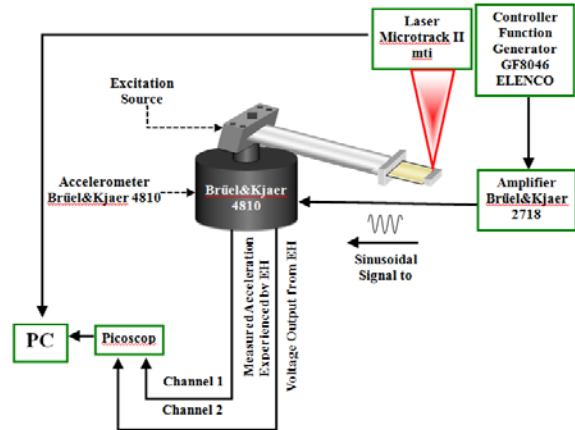 Laser
Microtrack II
mti
Controller
Function
Generator
GF8046
ELENCO
Excitation
Source
Accelerometer
Brüel&Kjaer 4810
Brüel&Kjaer
4810
Amplifier
Brüel&Kjaer
2718
Sinusoidal
Signal to
Measured Acceleration
Experienced by EH
Voltage Output from EH
PC
Picoscop
Channel 1
Channel 2